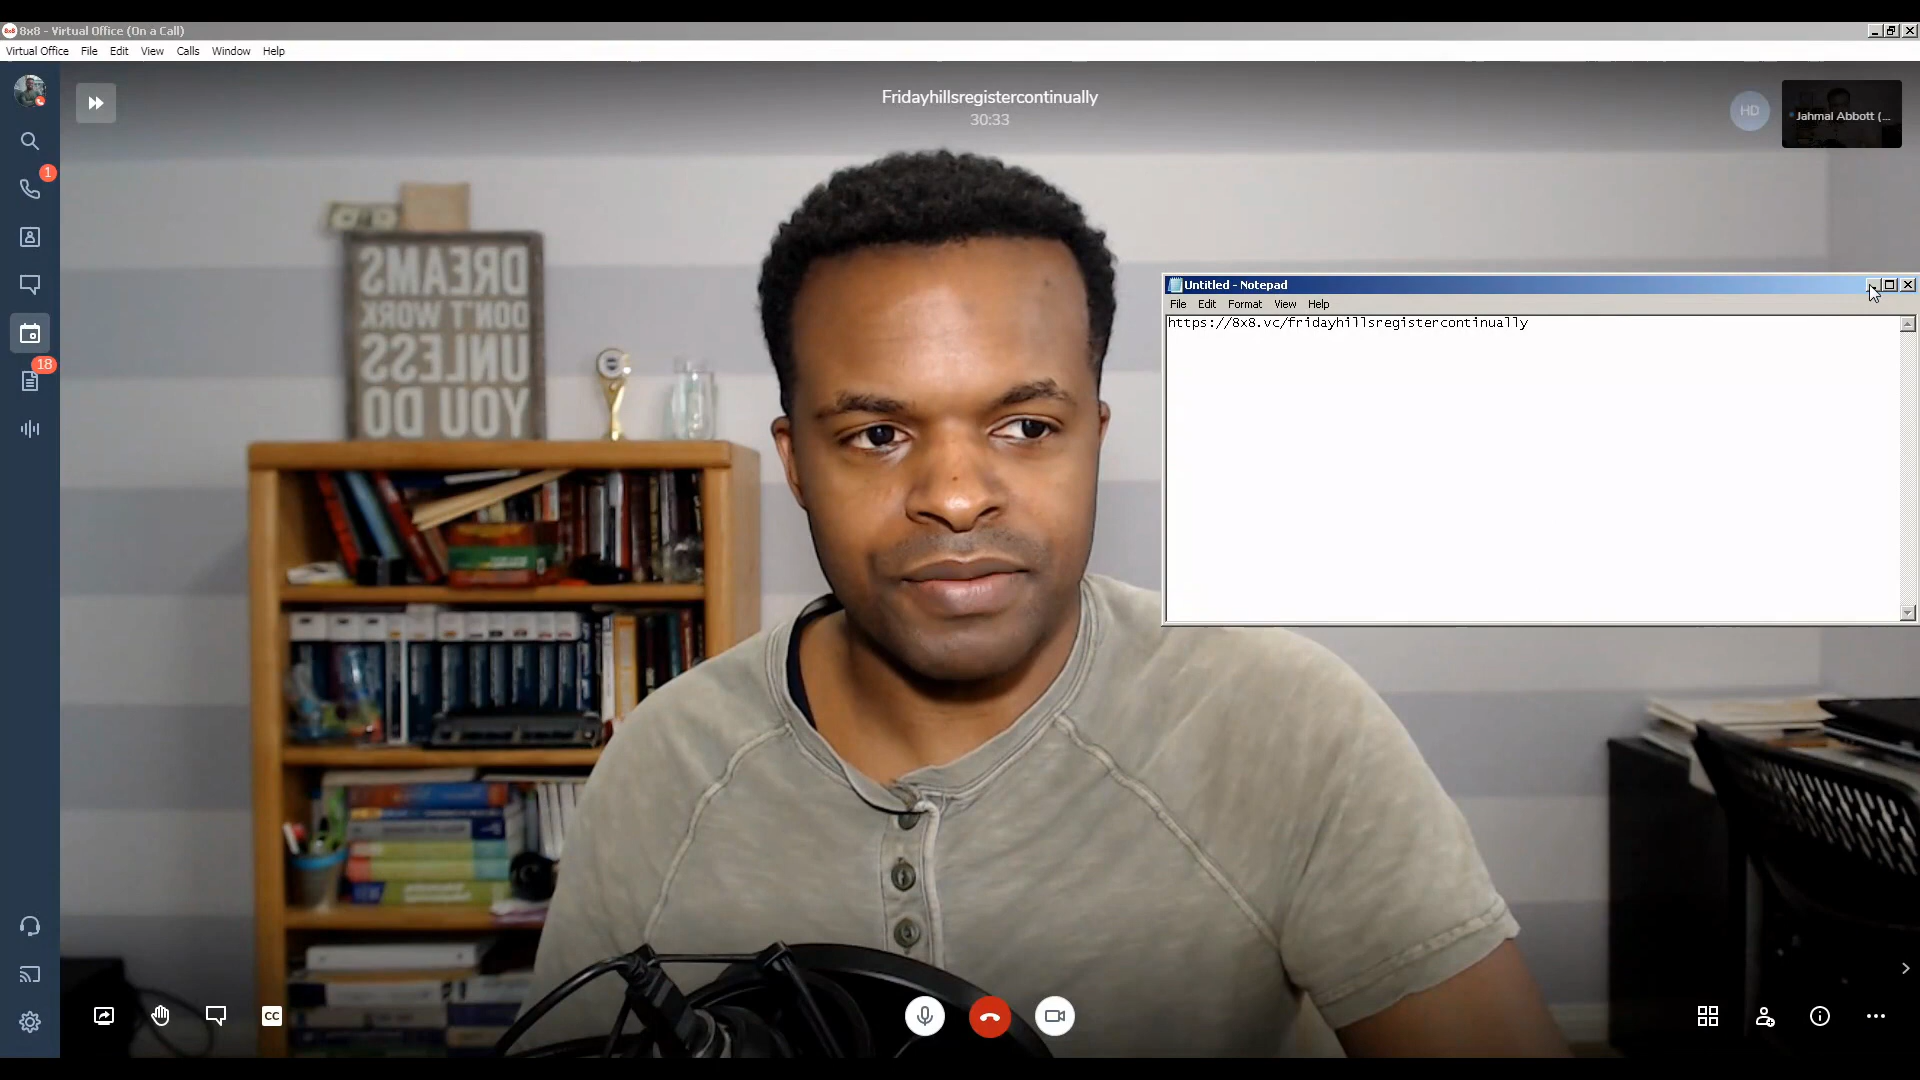 8x8 - Virtual Office (On a Call)
Virtual Office File Edit View Calls Window Help
Fridayhillsregistercontinually
30:33
HD
Jahmal Abbott (...
1
18
DREAMS
DON'T WORK
UNLESS
YOU DO
Untitled - Notepad
File Edit Format View Help
https://8x8.vc/fridayhillsregistercontinually
CC